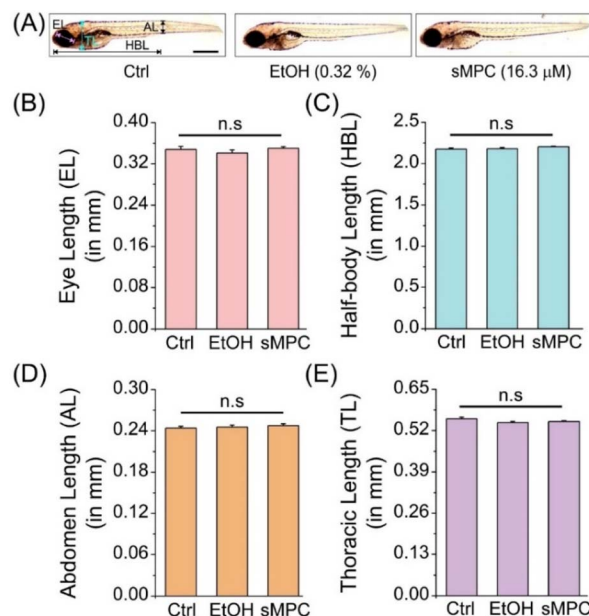 (A)
EL
TL
HBL
AL
Ctrl
EtOH (0.32 %)
sMPC (16.3 μM)
(B)
n.s
Eye Length (EL)
(in mm)
0.40
0.32
0.24
0.16
0.08
0.00
Ctrl EtOH sMPC
(C)
n.s
Half-body Length (HBL)
(in mm)
2.5
2.0
1.5
1.0
0.5
0.0
Ctrl EtOH sMPC
(D)
n.s
Abdomen Length (AL)
(in mm)
0.30
0.24
0.18
0.12
0.06
0.00
Ctrl EtOH sMPC
(E)
n.s
Thoracic Length (TL)
(in mm)
0.65
0.52
0.39
0.26
0.13
0.00
Ctrl EtOH sMPC